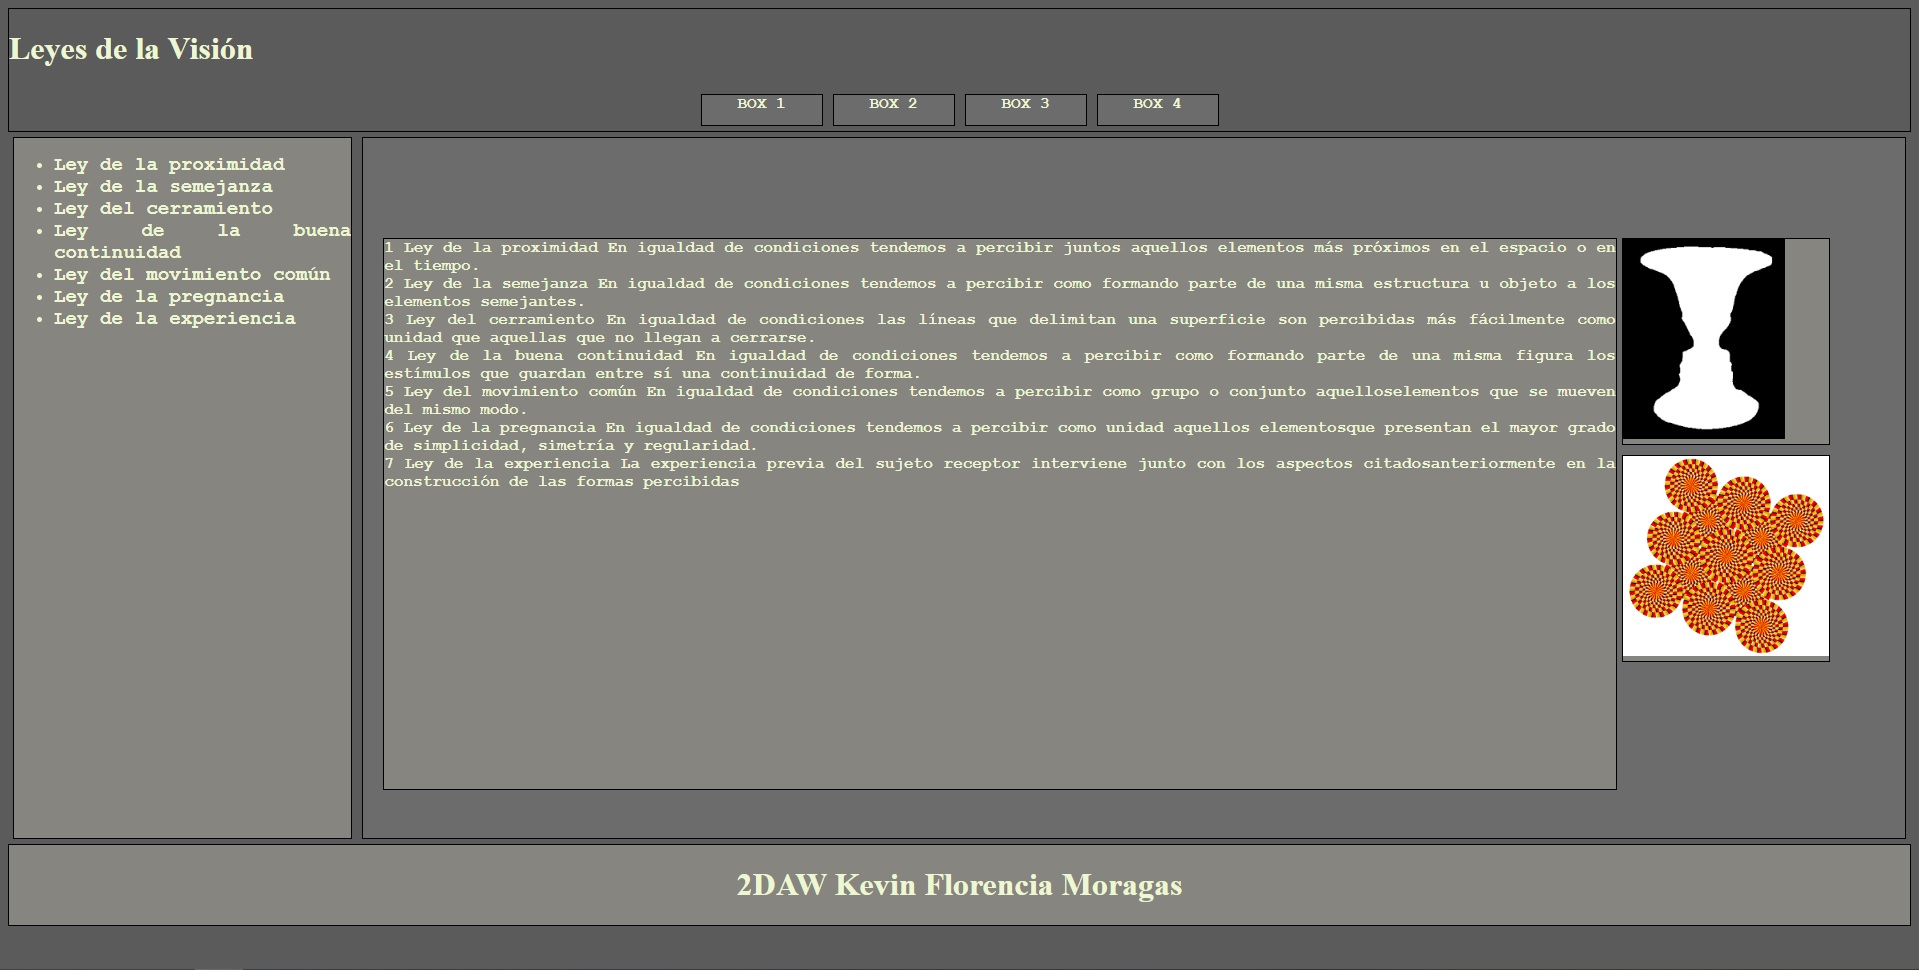 Leyes de la Visión
BOX 1 BOX 2 BOX 3 BOX 4
Ley de la proximidad
Ley de la semejanza
Ley del cerramiento
Ley de la buena
continuidad
Ley del movimiento común
Ley de la pregnancia
Ley de la experiencia
1 Ley de la proximidad En igualdad de condiciones tendemos a percibir juntos aquellos elementos más próximos en el espacio o en
el tiempo.
2 Ley de la semejanza En igualdad de condiciones tendemos a percibir como formando parte de una misma estructura u objeto a los
elementos semejantes.
3 Ley del cerramiento En igualdad de condiciones las líneas que delimitan una superficie son percibidas más fácilmente como
unidad que aquellas que no llegan a cerrarse.
4 Ley de la buena continuidad En igualdad de condiciones tendemos a percibir como formando parte de una misma figura los
estímulos que guardan entre sí una continuidad de forma.
5 Ley del movimiento común En igualdad de condiciones tendemos a percibir como grupo o conjunto aquelloselementos que se mueven
del mismo modo.
6 Ley de la pregnancia En igualdad de condiciones tendemos a percibir como unidad aquellos elementosque presentan el mayor grado
de simplicidad, simetría y regularidad.
7 Ley de la experiencia La experiencia previa del sujeto receptor interviene junto con los aspectos citadosanteriormente en la
construcción de las formas percibidas
2DAW Kevin Florencia Moragas